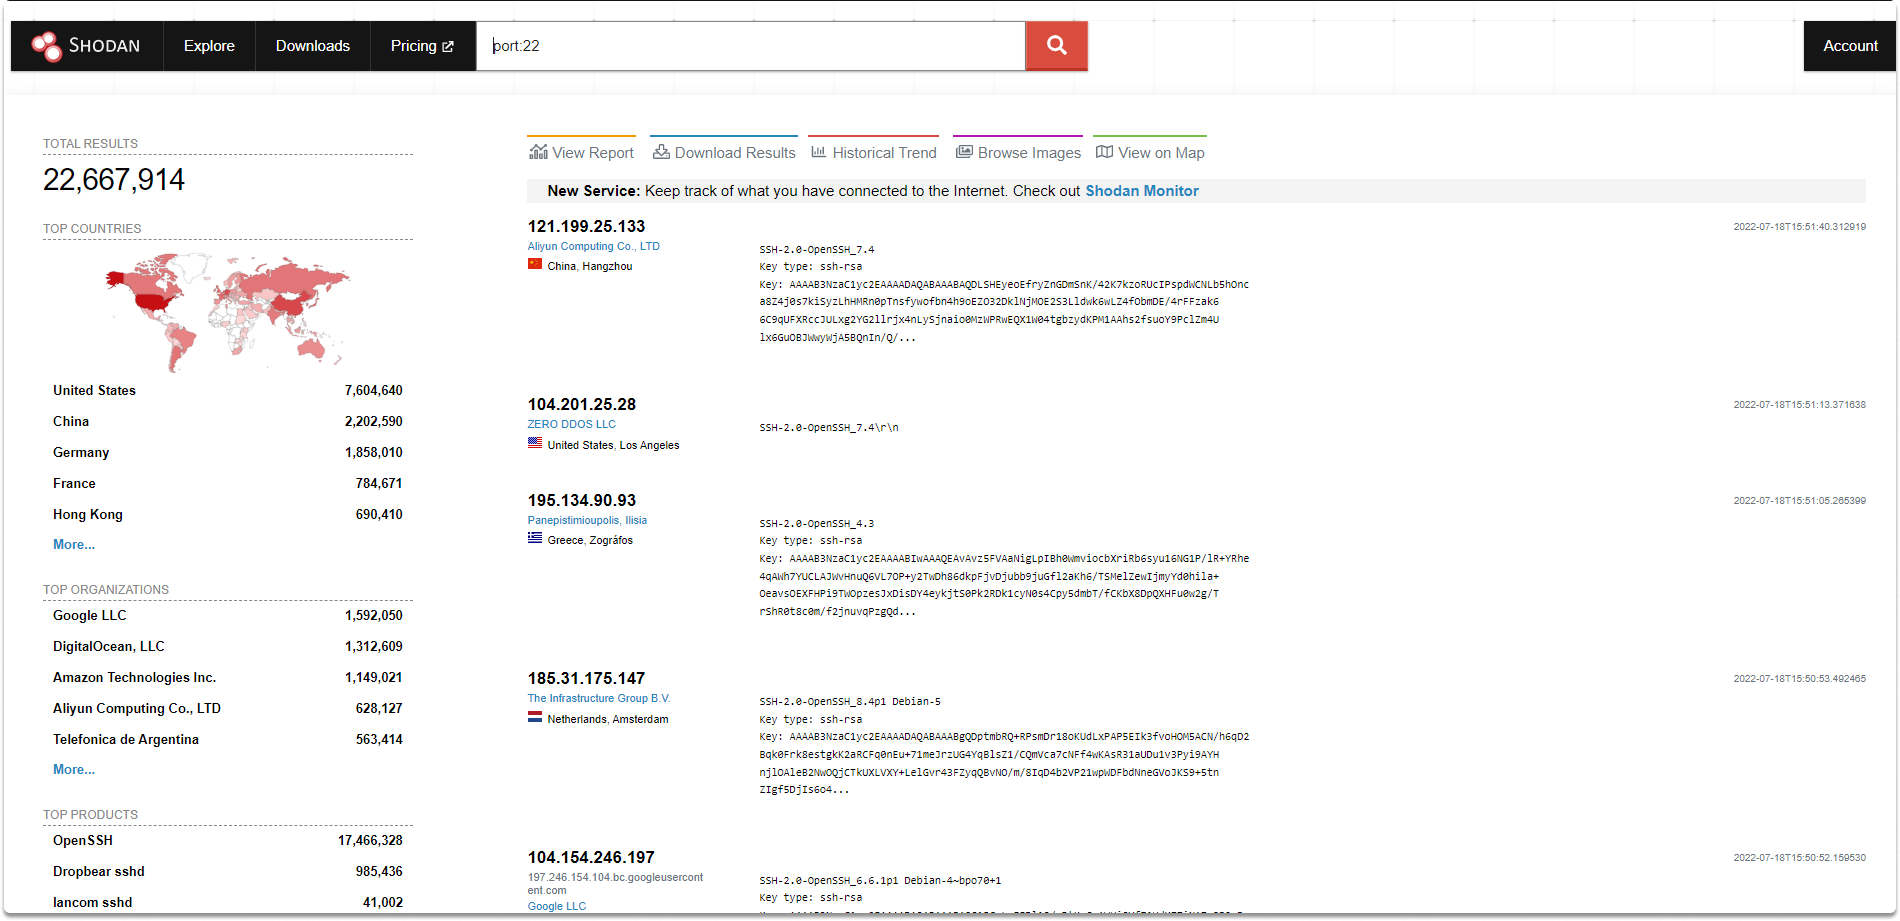 SHODAN
Explore
Downloads
Pricing
port:22
Account
TOTAL RESULTS
22,667,914
TOP COUNTRIES
United States 7,604,640
China 2,202,590
Germany 1,858,010
France 784,671
Hong Kong 690,410
More...
TOP ORGANIZATIONS
Google LLC 1,592,050
DigitalOcean, LLC 1,312,609
Amazon Technologies Inc. 1,149,021
Aliyun Computing Co., LTD 628,127
Telefonica de Argentina 563,414
More...
TOP PRODUCTS
OpenSSH 17,466,328
Dropbear sshd 985,436
lancom sshd 41,002
View Report
Download Results
Historical Trend
Browse Images
View on Map
New Service: Keep track of what you have connected to the Internet. Check out Shodan Monitor
121.199.25.133
Aliyun Computing Co., LTD
China, Hangzhou
2022-07-18T15:51:40.312919
SSH-2.0-OpenSSH_7.4
Key type: ssh-rsa
Key: AAAAB3NzaC1yc2EAAAADAQABAAABAQDLSHEyeoEfryZnGDmSnK/42K7kzoRUcIPspdWCNLb5hOnc
a8Z4j0s7kiSyzLhHMRn0pTnsfywofbn4h9oEZO32DklNjMOE2S3Lldwk6wLZ4fObmDE/4rFFzak6
6C9qUFXRccJULxg2YG2llrjx4nLySjnaio0MzWPRwEQX1W04tgbzydKPM1AAhs2fsuoY9PclZm4U
lx6GuOBJWwyWjA5BQnIn/Q/...
104.201.25.28
ZERO DDOS LLC
United States, Los Angeles
2022-07-18T15:51:13.371638
SSH-2.0-OpenSSH_7.4\r\n
195.134.90.93
Panepistimioupolis, Ilisia
Greece, Zográfos
2022-07-18T15:51:05.265399
SSH-2.0-OpenSSH_4.3
Key type: ssh-rsa
Key: AAAAB3NzaC1yc2EAAAABIwAAAQEAvAvz5FVAaNigLpIBh0WmviocbXriRb6syu16NG1P/lR+YRhe
4qAWh7YUCLAJWvHnuQ6VL7OP+y2TwDh86dkpFjvDjubb9juGfl2aKh6/TSMelZewIjmyYd0hila+
OeavsOEXFHPi9TWOpzesJxDisDY4eykjtS0Pk2RDk1cyN0s4Cpy5dmbT/fCKbX8DpQXHFu0w2g/T
rShR0t8c0m/f2jnuvqPzgQd...
185.31.175.147
The Infrastructure Group B.V.
Netherlands, Amsterdam
2022-07-18T15:50:53.492465
SSH-2.0-OpenSSH_8.4p1 Debian-5
Key type: ssh-rsa
Key: AAAAB3NzaC1yc2EAAAADAQABAAABgQDptmbRQ+RPsmDr18oKUdLxPAP5EIk3fvoHOM5ACN/h6qD2
Bqk0Frk8estgkK2aRCFq0nEu+71meJrzUG4YqBlsZ1/CQmVca7cNFf4wKAsR31aUDu1v3Pyi9AYH
njlOAleB2NwOQjCTkUXLVXY+LelGvr43FZyqQBvNO/m/8IqD4b2VP21wpWDFbdNneGVoJKS9+5tn
ZIgf5DjIs6o4...
104.154.246.197
197.246.154.104.bc.googleusercont
ent.com
Google LLC
2022-07-18T15:50:52.159530
SSH-2.0-OpenSSH_6.6.1p1 Debian-4~bpo70+1
Key type: ssh-rsa